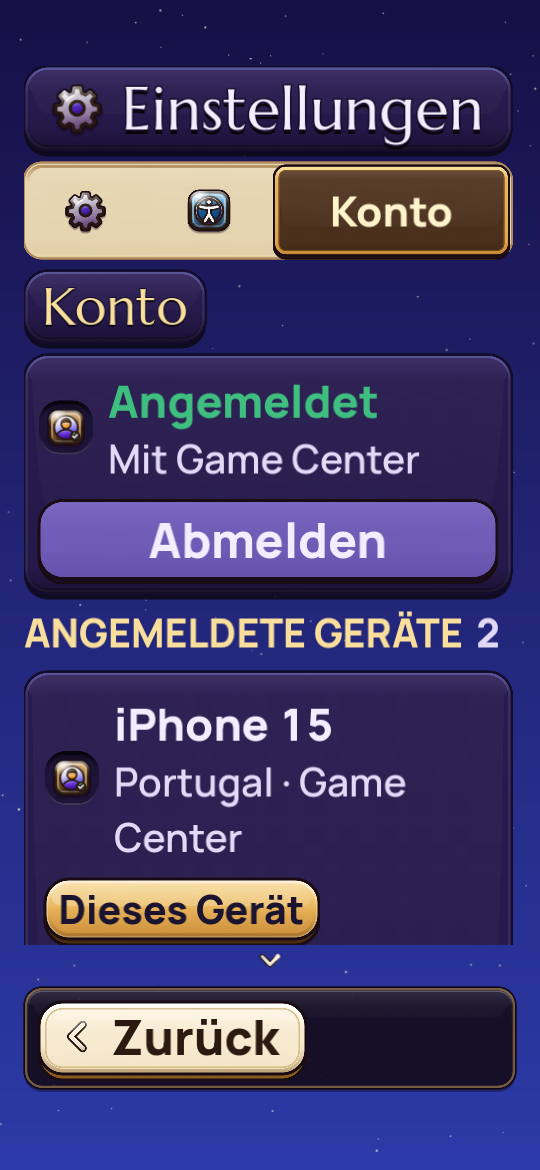 Einstellungen
Konto
Konto
Angemeldet
Mit Game Center
Abmelden
ANGEMELDETE GERÄTE 2
iPhone 15
Portugal · Game
Center
Dieses Gerät
Zurück